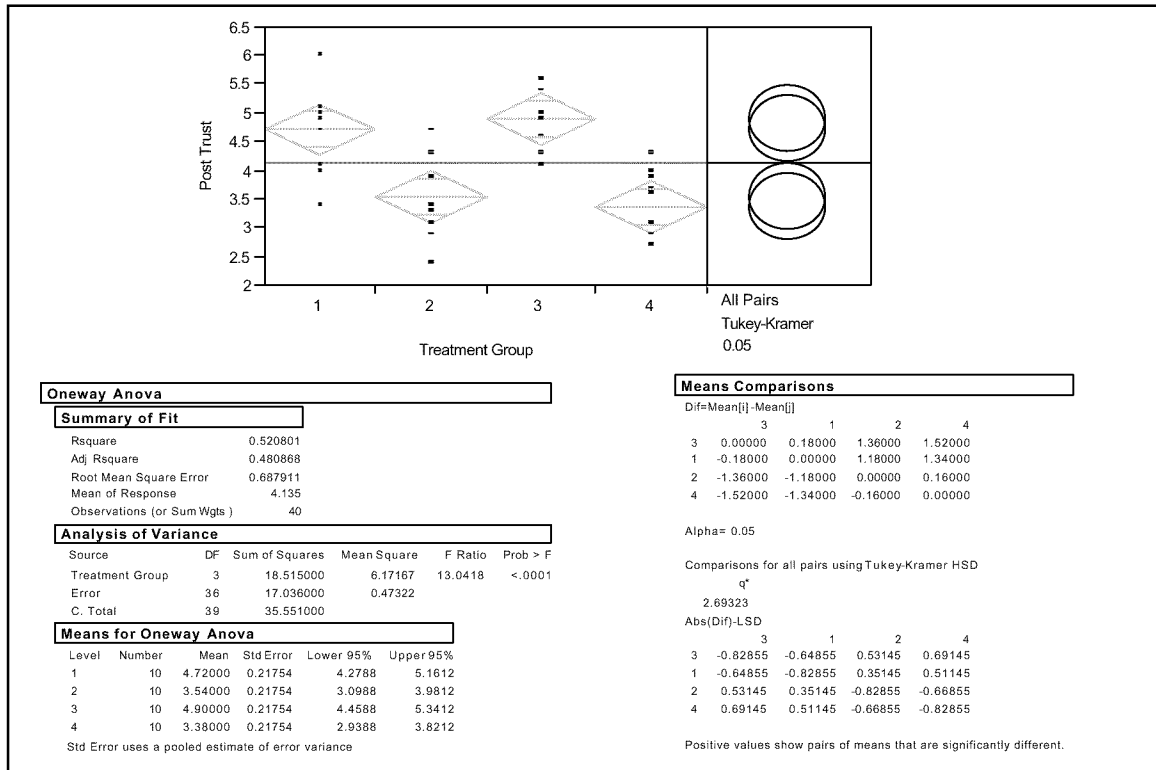 6.5
6
5.5
5
4.5
4
3.5
3
2.5
2
Post Trust
1 2 3 4
Treatment Group
All Pairs
Tukey-Kramer
0.05
Oneway Anova
Summary of Fit
Rsquare 0.520801
Adj Rsquare 0.480868
Root Mean Square Error 0.687911
Mean of Response 4.135
Observations (or Sum Wgts ) 40
Analysis of Variance
Source DF Sum of Squares Mean Square F Ratio Prob > F
Treatment Group 3 18.515000 6.17167 13.0418 <.0001
Error 36 17.036000 0.47322
C. Total 39 35.551000
Means for Oneway Anova
Level Number Mean Std Error Lower 95% Upper 95%
1 10 4.72000 0.21754 4.2788 5.1612
2 10 3.54000 0.21754 3.0988 3.9812
3 10 4.90000 0.21754 4.4588 5.3412
4 10 3.38000 0.21754 2.9388 3.8212
Std Error uses a pooled estimate of error variance
Means Comparisons
Dif=Mean[i]-Mean[j]
3 1 2 4
3 0.00000 0.18000 1.36000 1.52000
1 -0.18000 0.00000 1.18000 1.34000
2 -1.36000 -1.18000 0.00000 0.16000
4 -1.52000 -1.34000 -0.16000 0.00000
Alpha= 0.05
Comparisons for all pairs using Tukey-Kramer HSD
q*
2.69323
Abs(Dif)-LSD
3 1 2 4
3 -0.82855 -0.64855 0.53145 0.69145
1 -0.64855 -0.82855 0.35145 0.51145
2 0.53145 0.35145 -0.82855 -0.66855
4 0.69145 0.51145 -0.66855 -0.82855
Positive values show pairs of means that are significantly different.